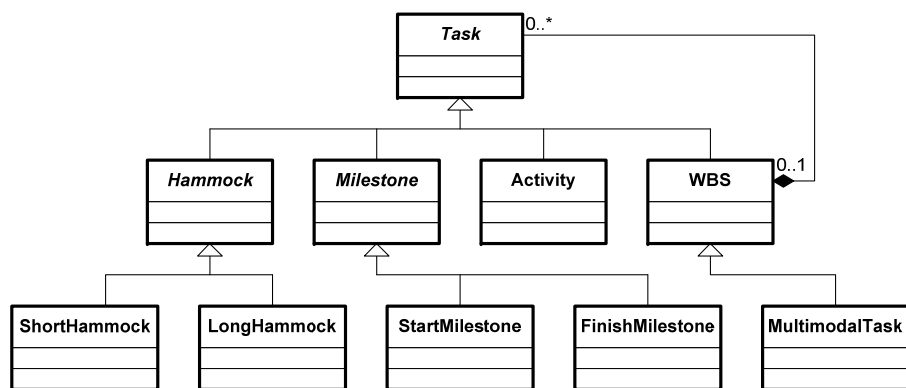 Task
0..*
Hammock
Milestone
Activity
WBS
0..1
ShortHammock
LongHammock
StartMilestone
FinishMilestone
MultimodalTask